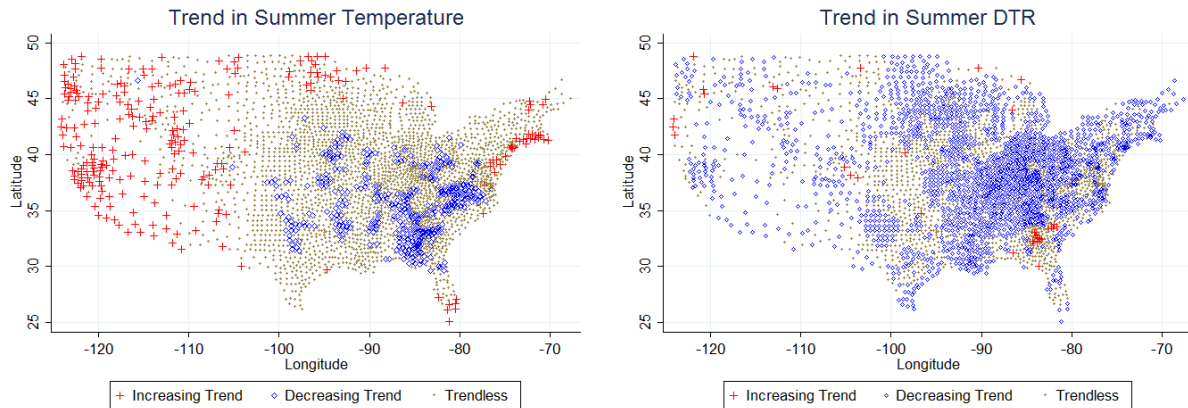 Trend in Summer Temperature
50
45
40
35
30
25
Latitude
-120
-110
-100
-90
-80
-70
Longitude
Increasing Trend
Decreasing Trend
Trendless
Trend in Summer DTR
50
45
40
35
30
25
Latitude
-120
-110
-100
-90
-80
-70
Longitude
Increasing Trend
Decreasing Trend
Trendless